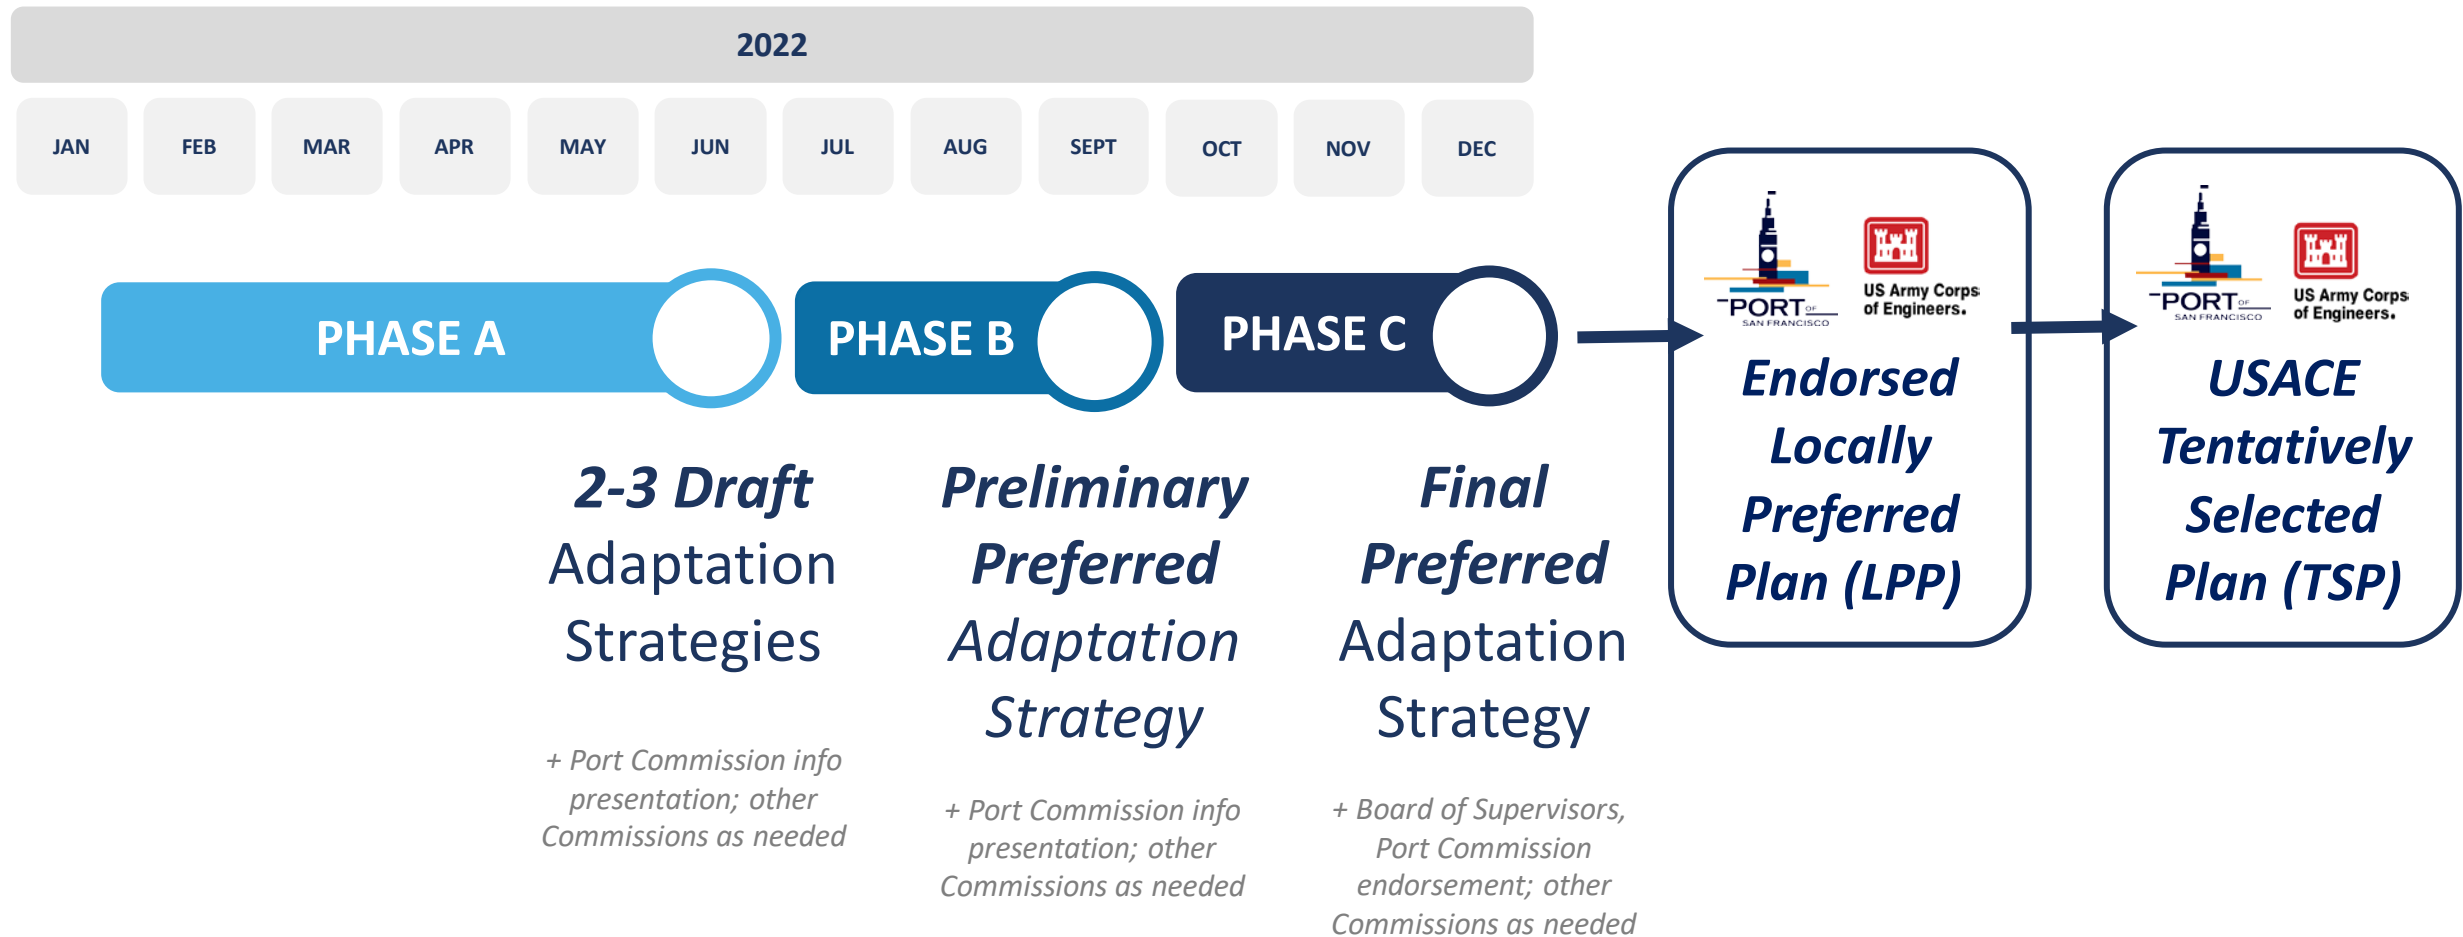 2022
JAN
FEB
MAR
APR
MAY
JUN
JUL
AUG
SEPT
OCT
NOV
DEC
PHASE A
PHASE B
PHASE C
2-3 Draft
Adaptation
Strategies
+ Port Commission info
presentation; other
Commissions as needed
Preliminary
Preferred
Adaptation
Strategy
+ Port Commission info
presentation; other
Commissions as needed
Final
Preferred
Adaptation
Strategy
+ Board of Supervisors,
Port Commission
endorsement; other
Commissions as needed
PORT OF
SAN FRANCISCO
US Army Corps
of Engineers.
Endorsed
Locally
Preferred
Plan (LPP)
PORT OF
SAN FRANCISCO
US Army Corps
of Engineers.
USACE
Tentatively
Selected
Plan (TSP)